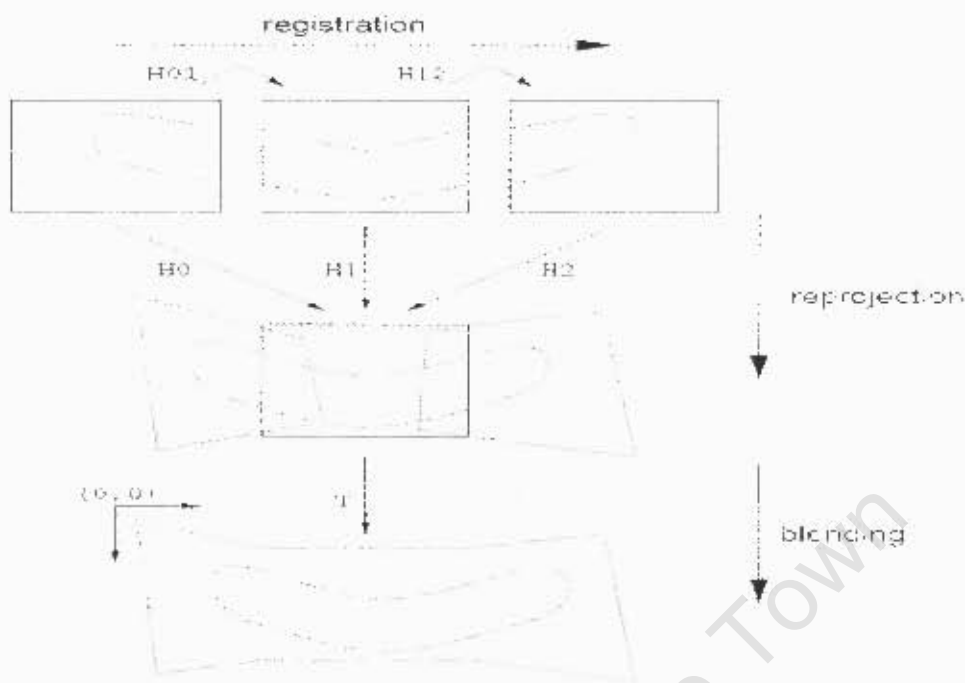 registration
H01 H12
H0 H1 H2
reprojection
(0,0) T
blending
Town